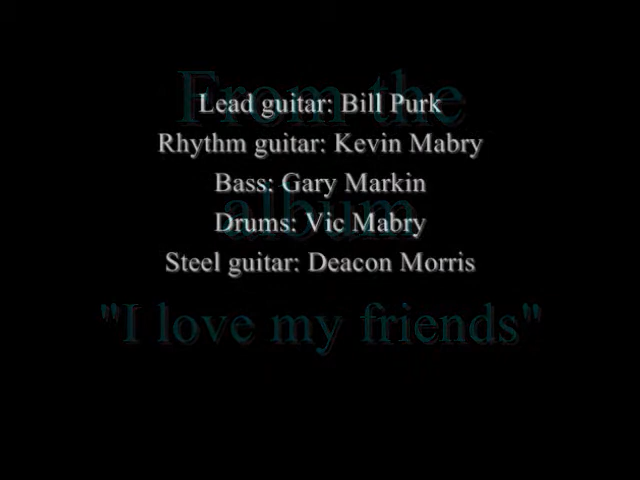 From the
Lead guitar: Bill Purk
Rhythm guitar: Kevin Mabry
Bass: Gary Markin
album
Drums: Vic Mabry
Steel guitar: Deacon Morris
"I love my friends"